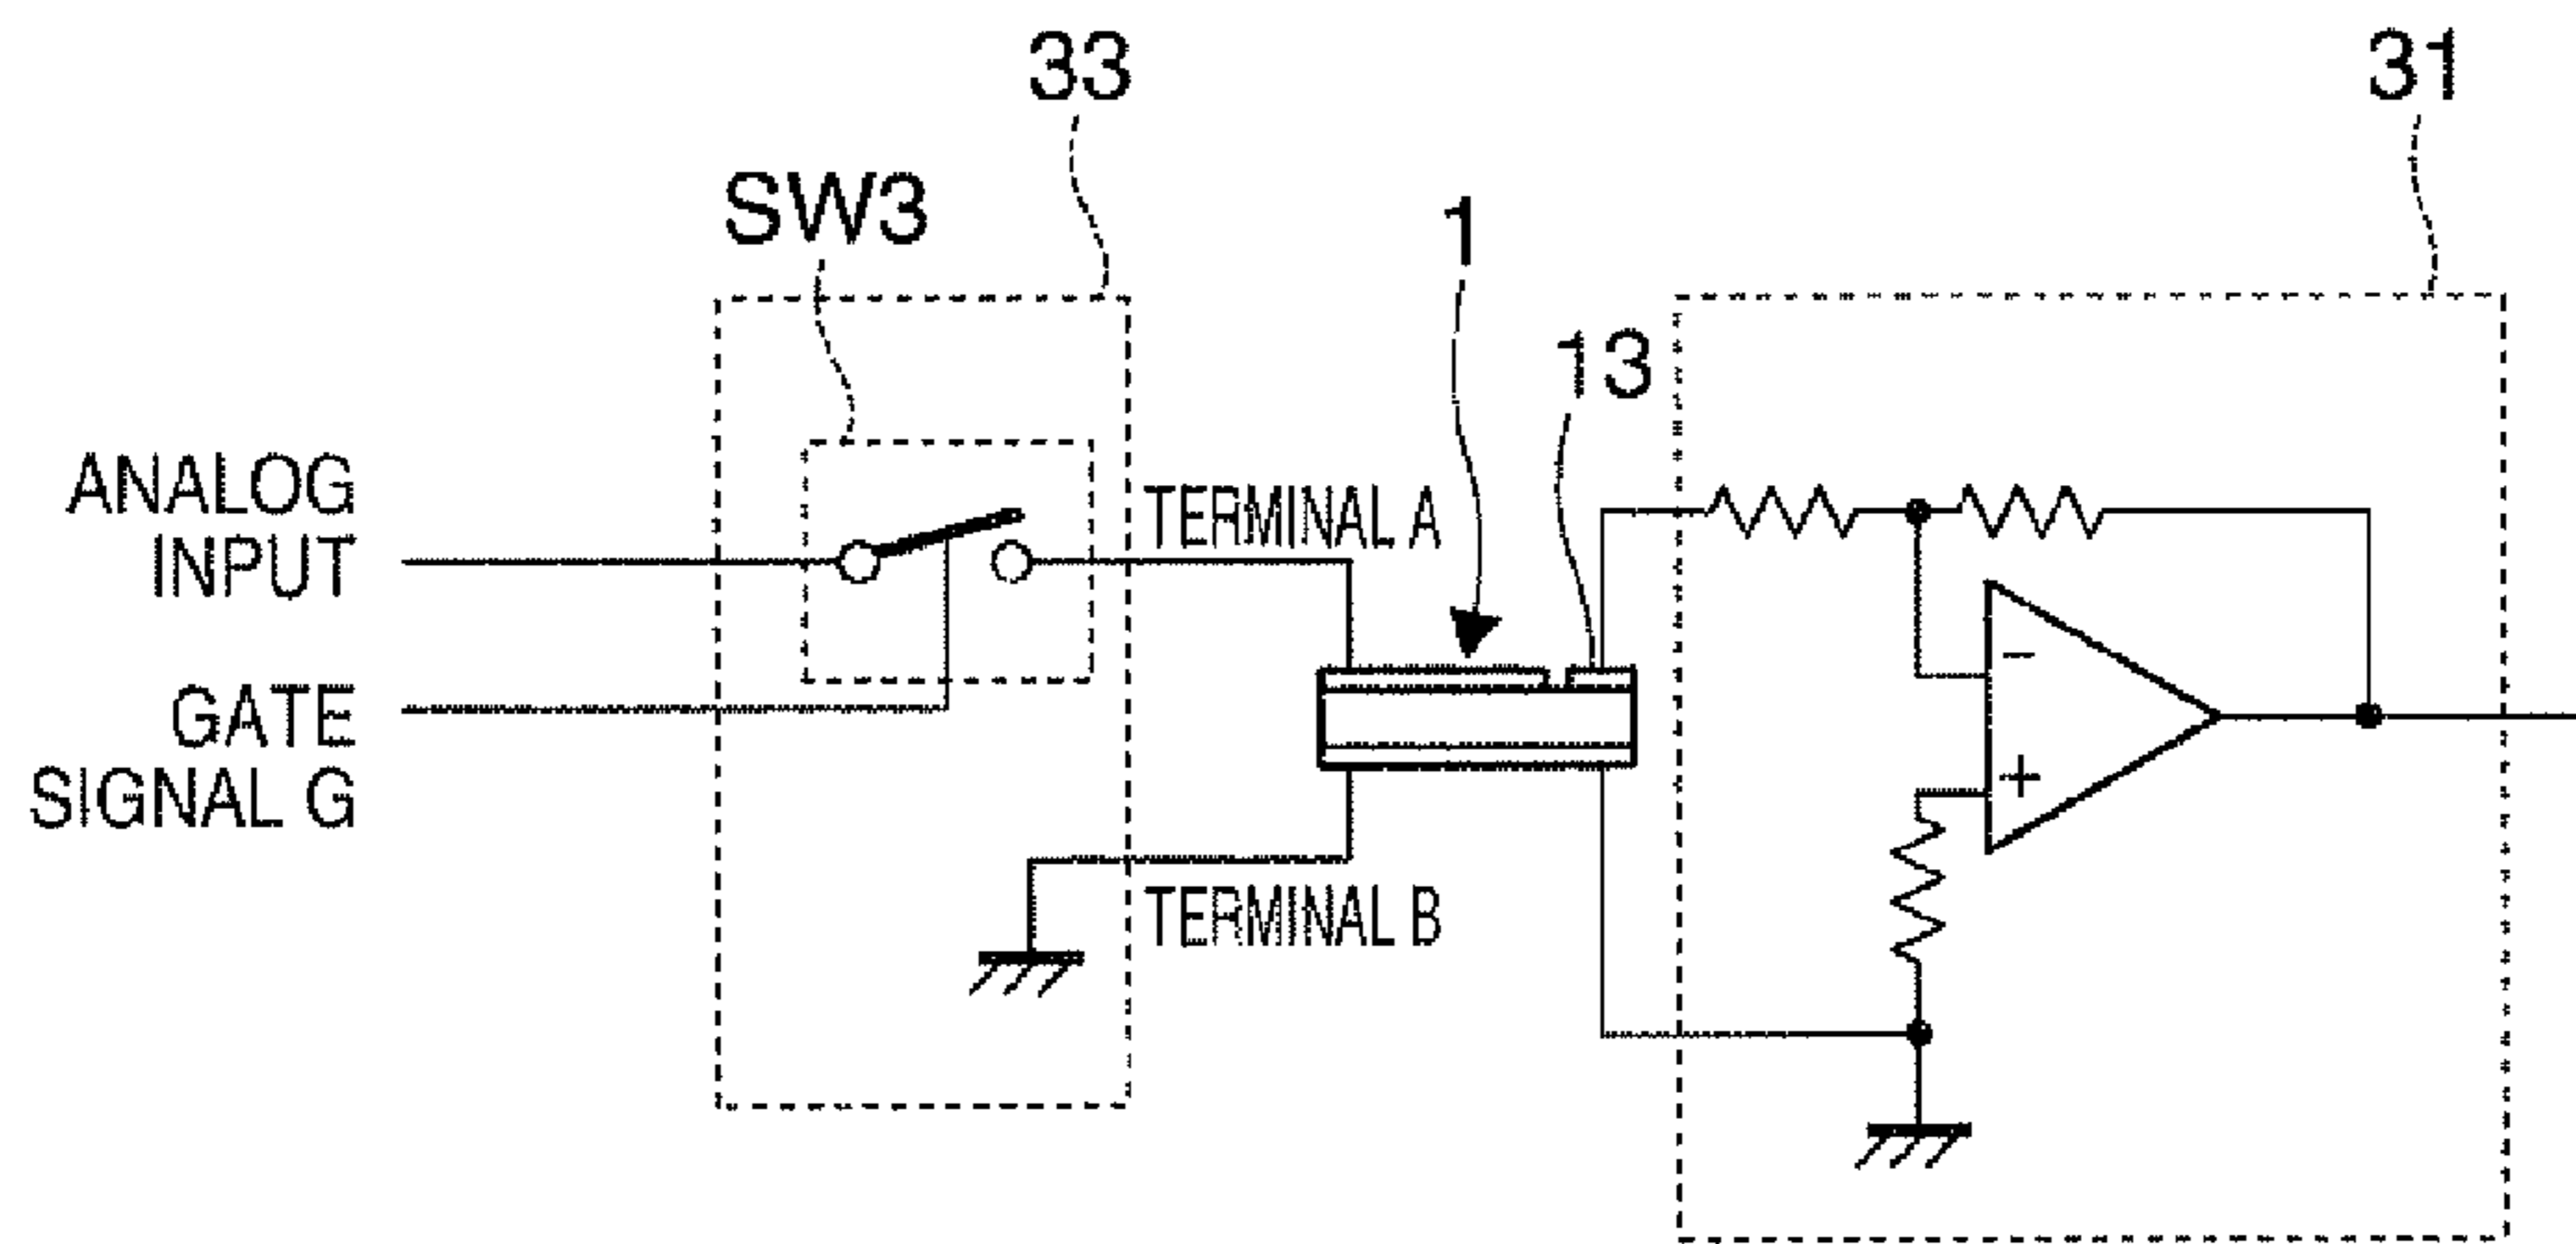 33
31
SW3
1
13
ANALOG
INPUT
TERMINAL A
GATE
SIGNAL G
TERMINAL B
−
+